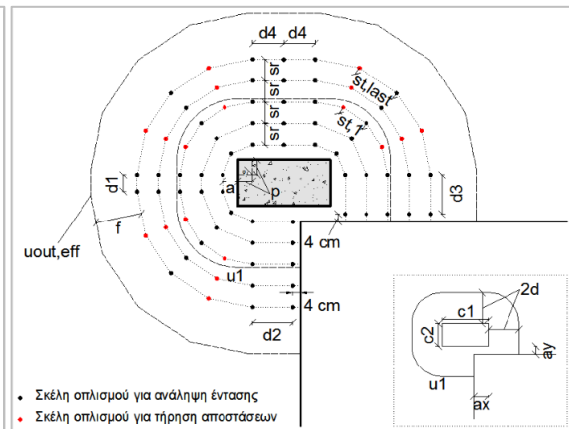 d4 d4
sr
sr
sr
sr
st,last
st,1
d1
a
p
d3
f
uout,eff
u1
4 cm
4 cm
d2
2d
c1
c2
ay
u1
ax
Σκέλη οπλισμού για ανάληψη έντασης
Σκέλη οπλισμού για τήρηση αποστάσεων